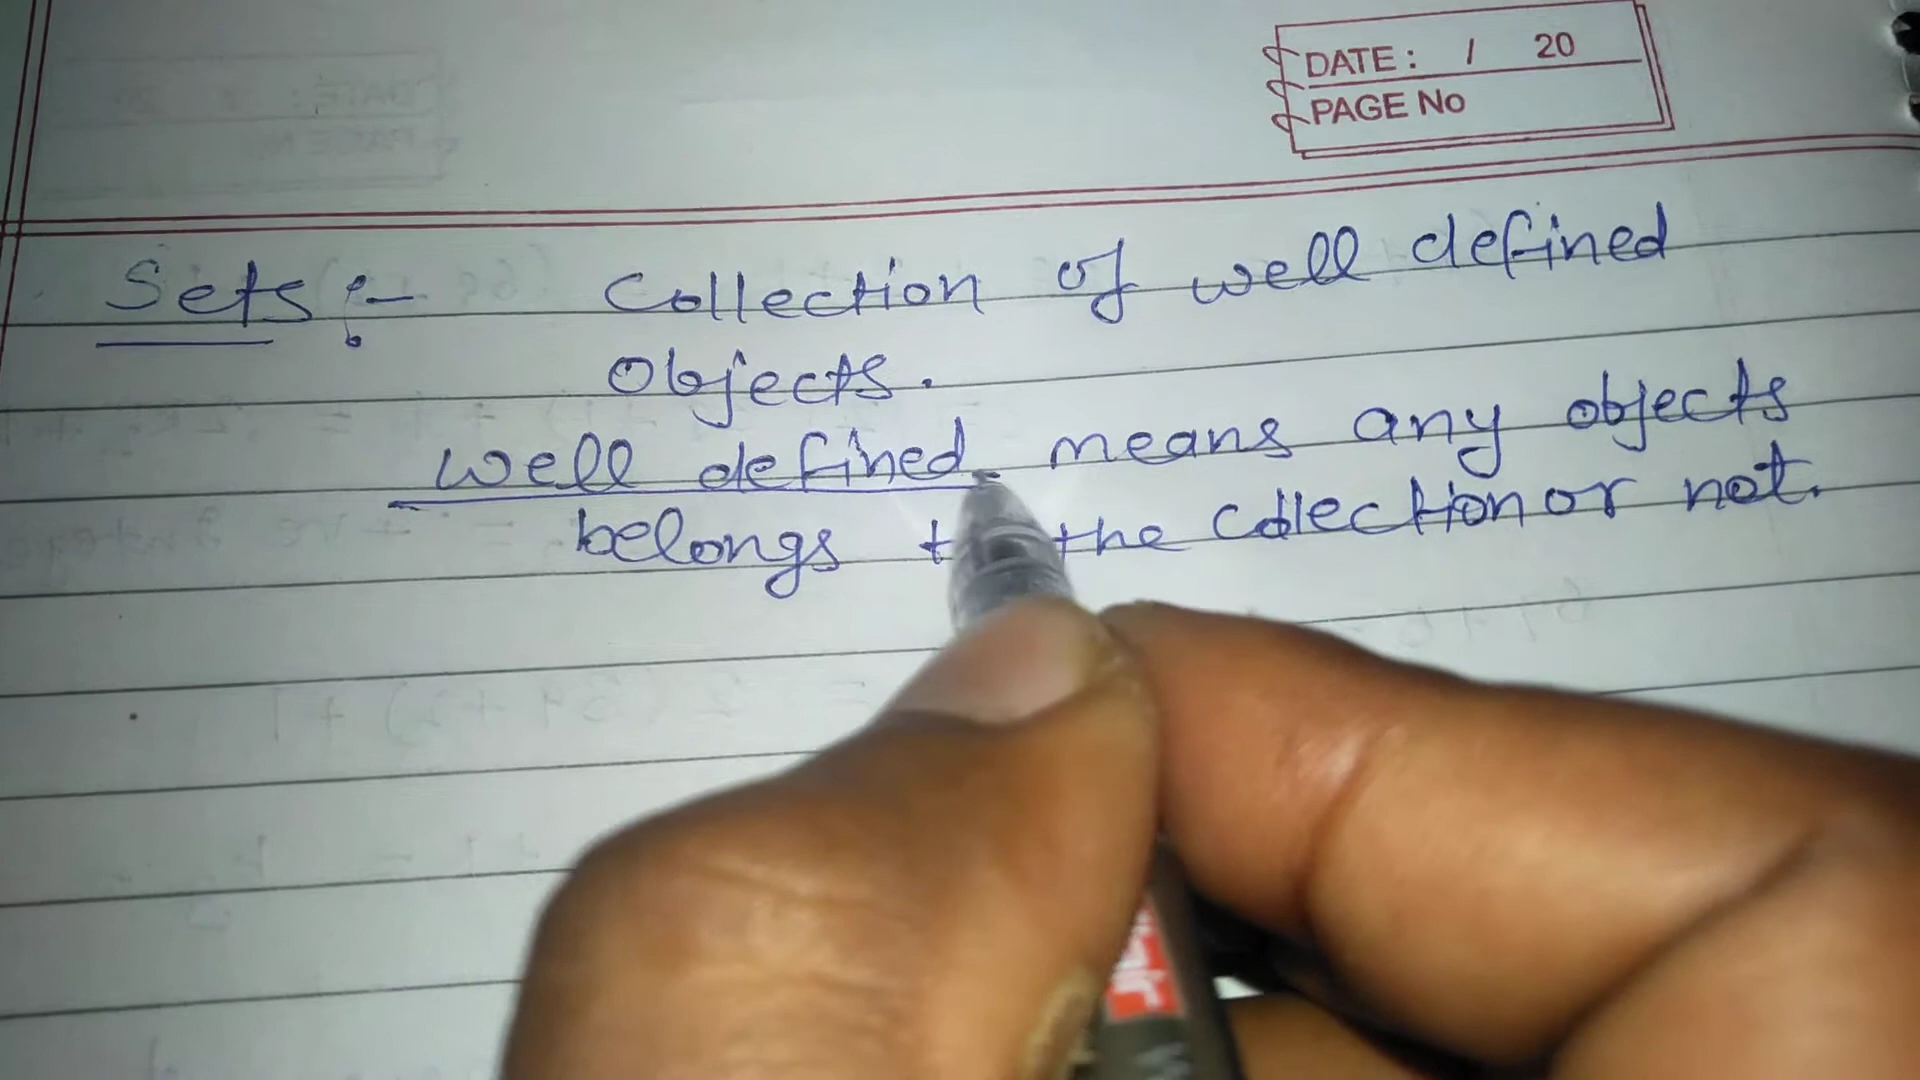 DATE: / 20
PAGE No
Sets :- Collection of well defined
Objects.
well defined means any objects
belongs the collection or not.